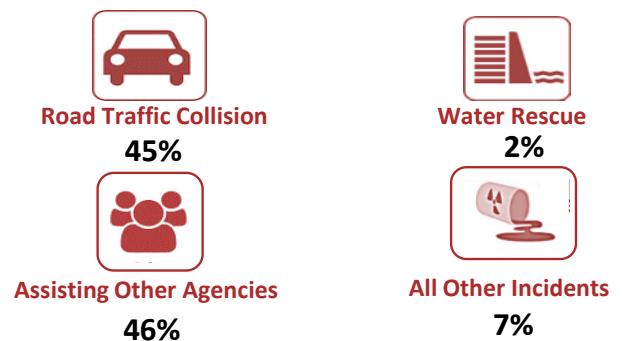 Road Traffic Collision
45%
Water Rescue
2%
Assisting Other Agencies
46%
All Other Incidents
7%